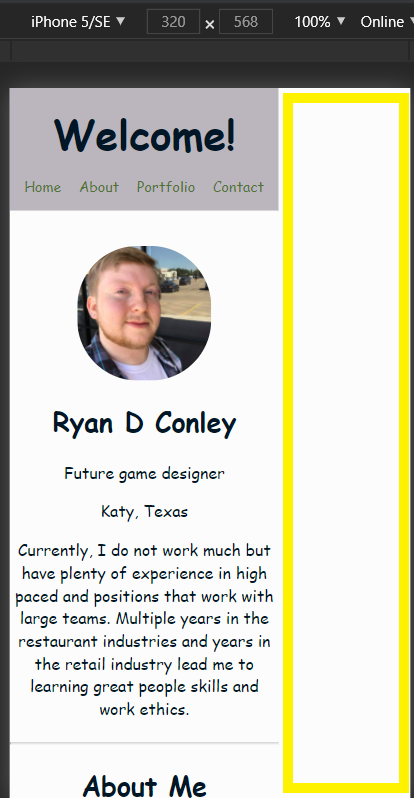 iPhone 5/SE ▼ 320 × 568 100% ▼ Online
Welcome!
Home About Portfolio Contact
Ryan D Conley
Future game designer
Katy, Texas
Currently, I do not work much but
have plenty of experience in high
paced and positions that work with
large teams. Multiple years in the
restaurant industries and years in
the retail industry lead me to
learning great people skills and
work ethics.
About Me